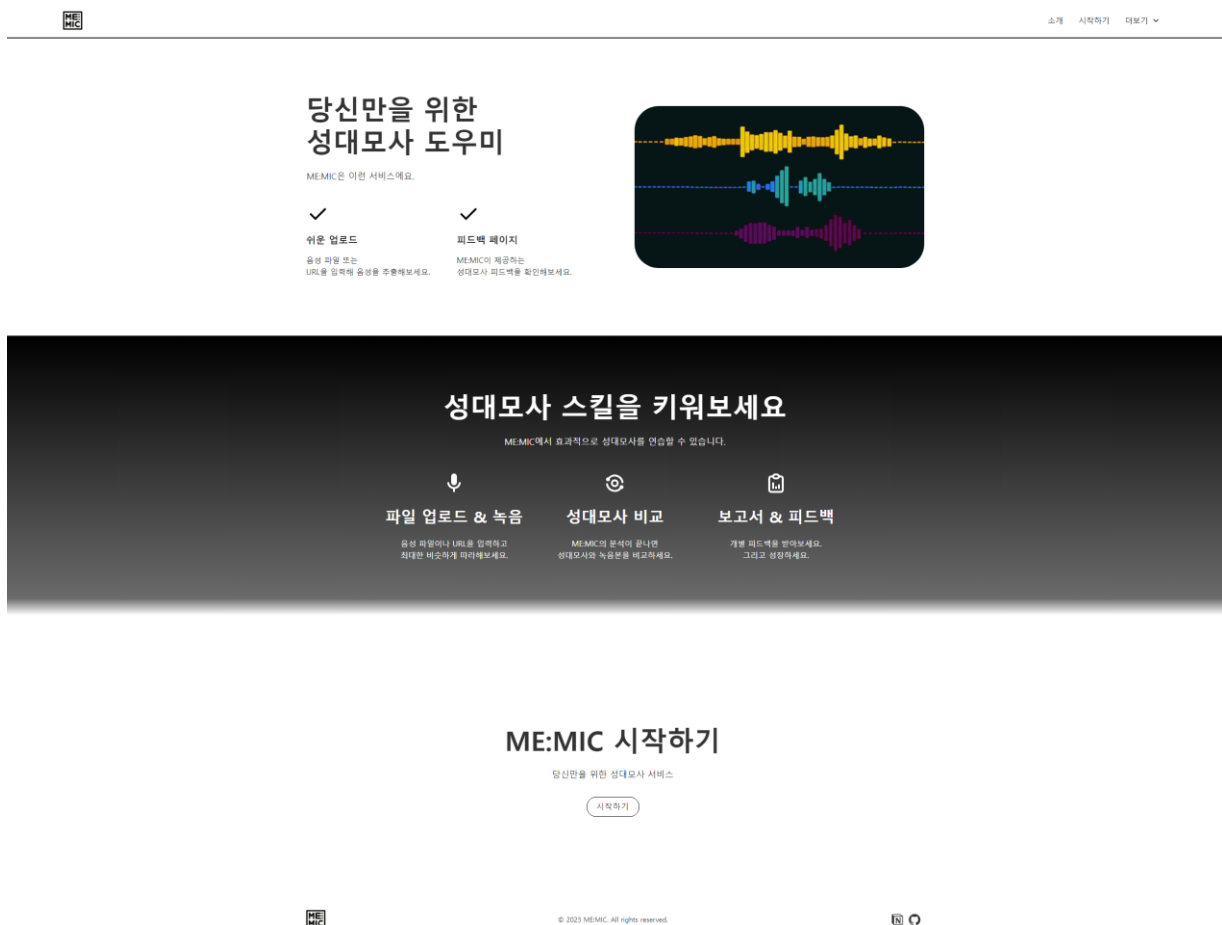 ME:
MIC
소개 시작하기 더보기
당신만을 위한
성대모사 도우미
ME:MIC은 이런 서비스에요.
쉬운 업로드 피드백 페이지
음성 파일 또는
URL을 입력해 음성을 추출해보세요.
ME:MIC이 제공하는
성대모사 피드백을 확인해보세요.
성대모사 스킬을 키워보세요
ME:MIC에서 효과적으로 성대모사를 연습할 수 있습니다.
파일 업로드 & 녹음
음성 파일이나 URL을 입력하고
최대한 비슷하게 따라해보세요.
성대모사 비교
ME:MIC의 분석이 끝나면
성대모사와 녹음본을 비교하세요.
보고서 & 피드백
개별 피드백을 받아보세요.
그리고 성장하세요.
ME:MIC 시작하기
당신만을 위한 성대모사 서비스
시작하기
ME:
MIC
© 2023 ME:MIC. All rights reserved.
N